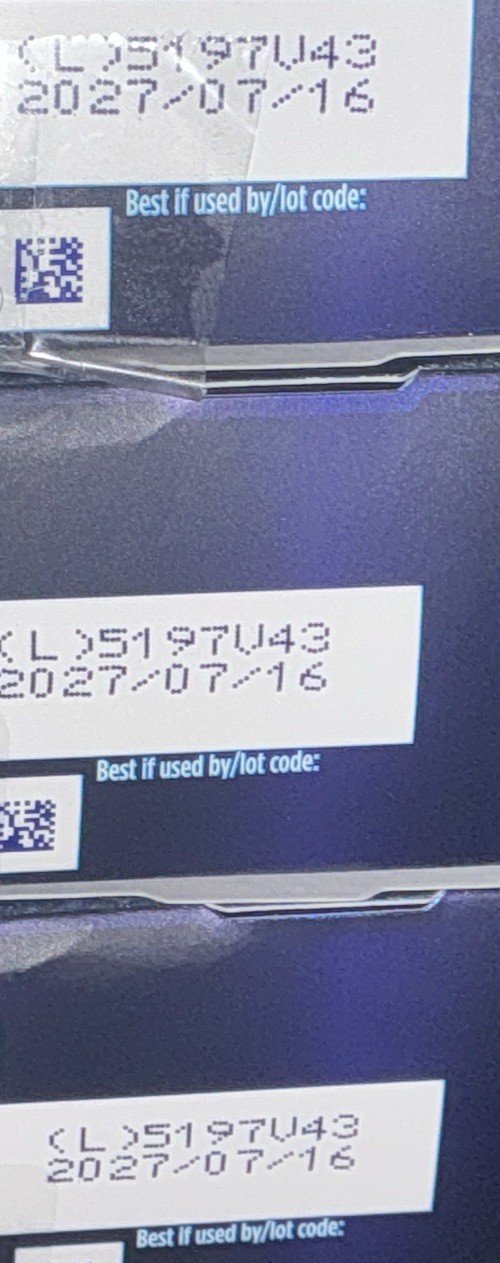 (L)5197U43
2027/07/16
Best if used by/lot code:
(L)5197U43
2027/07/16
Best if used by/lot code:
(L)5197U43
2027/07/16
Best if used by/lot code: